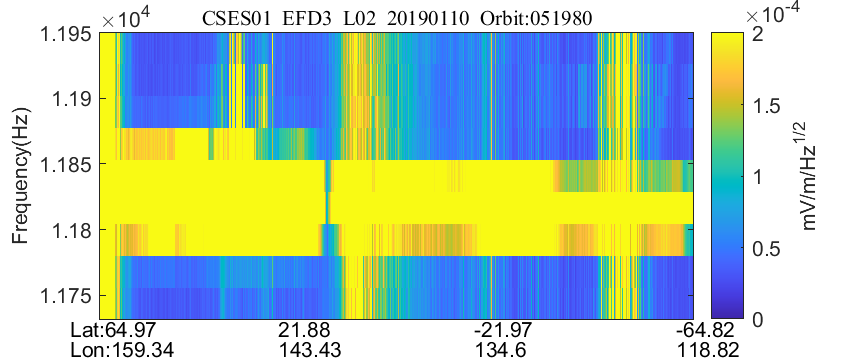 CSES01 EFD3 L02 20190110 Orbit:051980
×10⁴
×10⁻⁴
1.195
1.19
1.185
1.18
1.175
Frequency(Hz)
2
1.5
1
0.5
0
mV/m/Hz^1/2
Lat:64.97 21.88 -21.97 -64.82
Lon:159.34 143.43 134.6 118.82